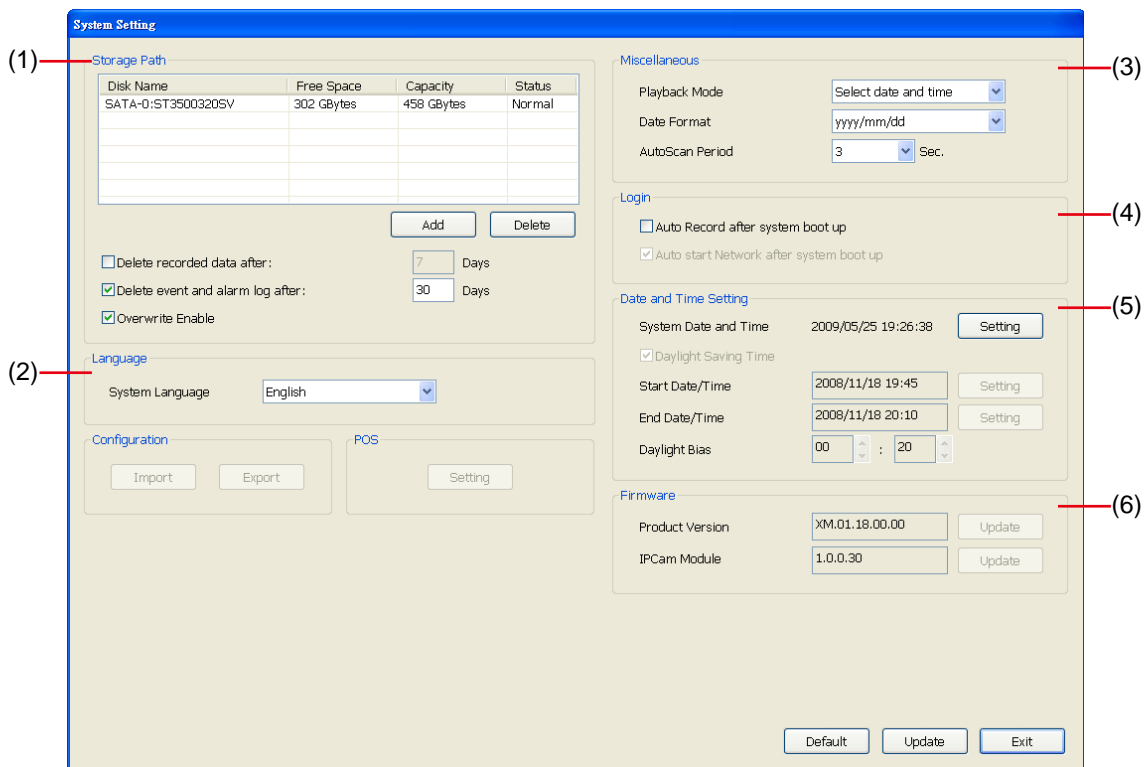 System Setting
(1)
Storage Path
Disk Name Free Space Capacity Status
SATA-0:ST3500320SV 302 GBytes 458 GBytes Normal
Add Delete
Delete recorded data after: 7 Days
Delete event and alarm log after: 30 Days
Overwrite Enable
(2)
Language
System Language English
Configuration
Import Export
POS
Setting
(3)
Miscellaneous
Playback Mode Select date and time
Date Format yyyy/mm/dd
AutoScan Period 3 Sec.
(4)
Login
Auto Record after system boot up
Auto start Network after system boot up
(5)
Date and Time Setting
System Date and Time 2009/05/25 19:26:38 Setting
Daylight Saving Time
Start Date/Time 2008/11/18 19:45 Setting
End Date/Time 2008/11/18 20:10 Setting
Daylight Bias 00 : 20
(6)
Firmware
Product Version XM.01.18.00.00 Update
IPCam Module 1.0.0.30 Update
Default Update Exit